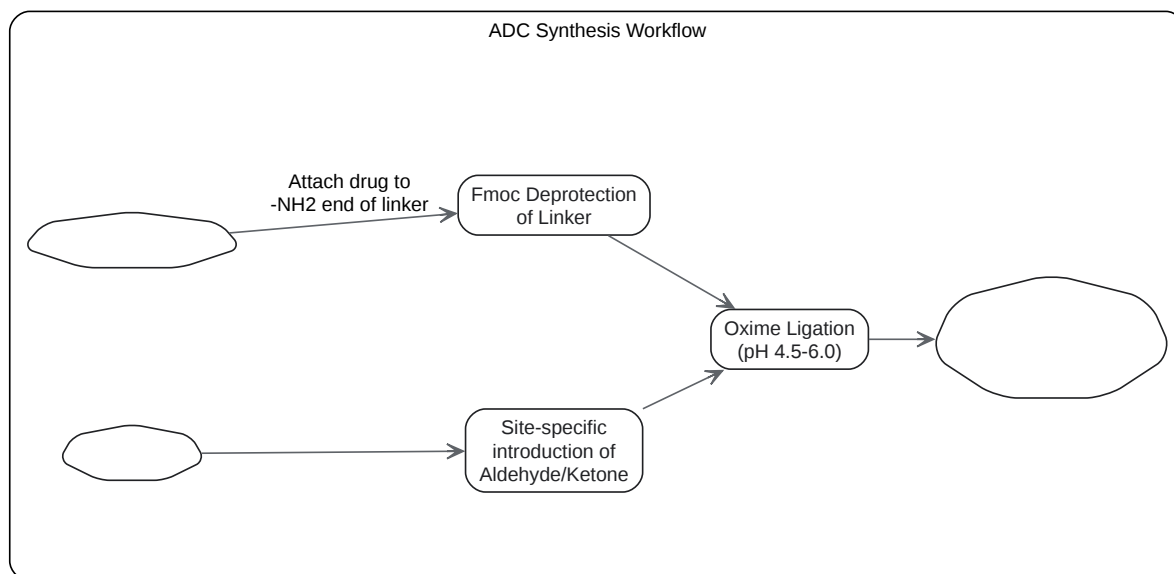 ADC Synthesis Workflow
Attach drug to
-NH2 end of linker
Fmoc Deprotection
of Linker
Oxime Ligation
(pH 4.5-6.0)
Site-specific
introduction of
Aldehyde/Ketone